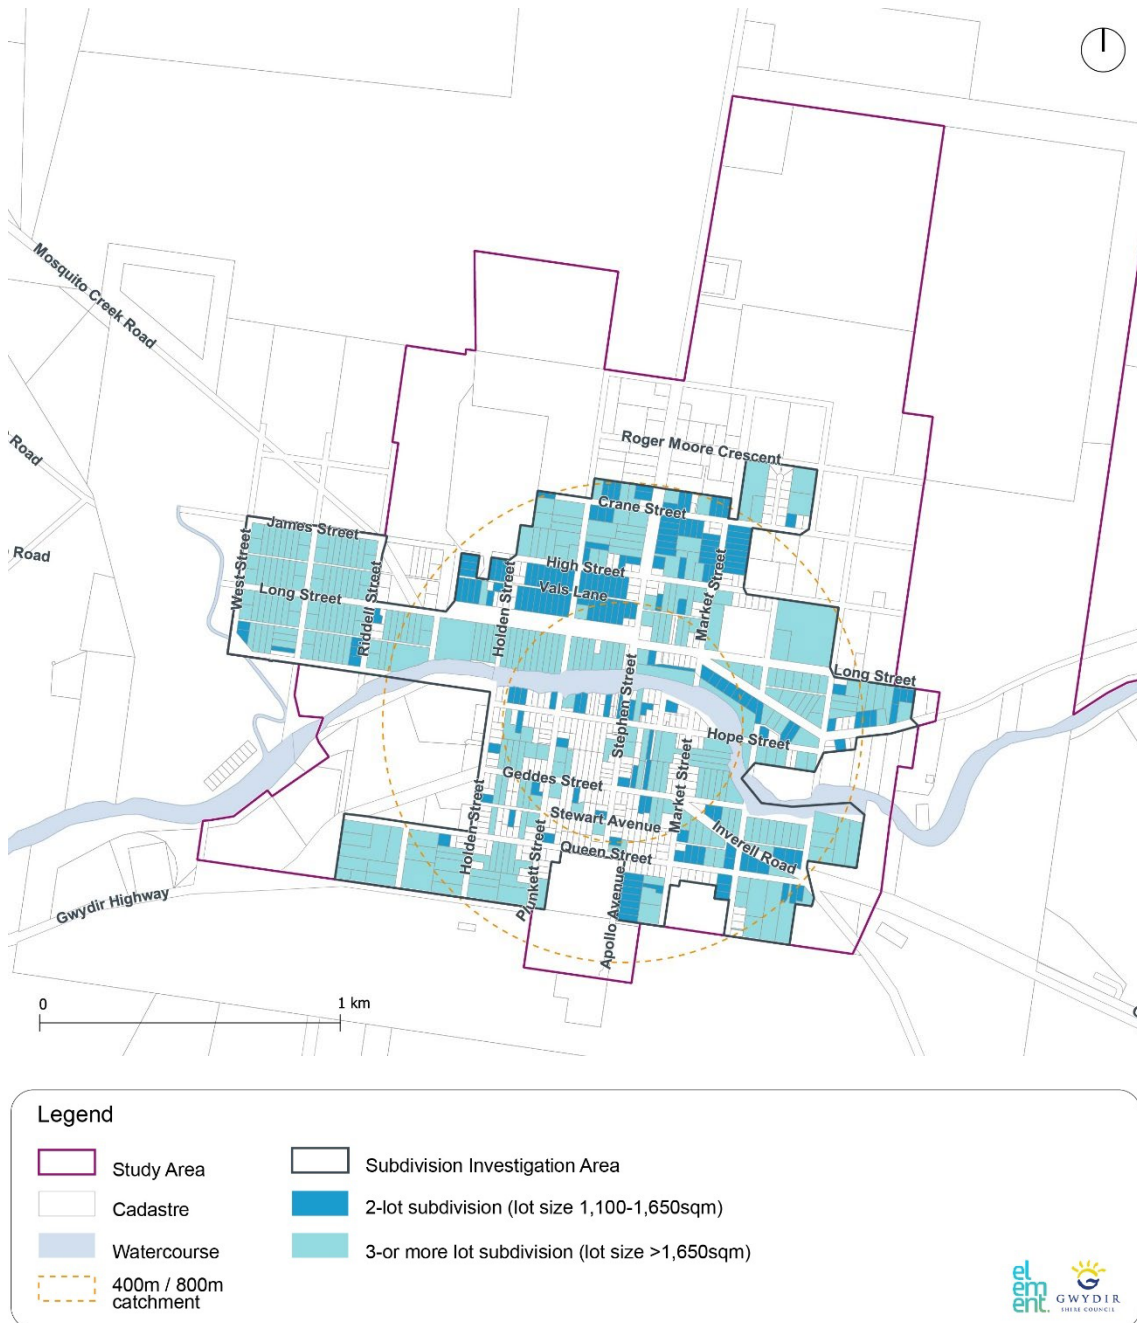 Mosquito Creek Road
Road
Road
Roger Moore Crescent
Crane Street
James Street
High Street
West Street
Long Street
Riddell Street
Holden Street
Vals Lane
Market Street
Stephen Street
Long Street
Hope Street
Geddes Street
Market Street
Stewart Avenue
Inverell Road
Holden Street
Plunkett Street
Queen Street
Apollo Avenue
Gwydir Highway
0
1 km
Legend
Study Area
Subdivision Investigation Area
Cadastre
2-lot subdivision (lot size 1,100-1,650sqm)
Watercourse
3-or more lot subdivision (lot size >1,650sqm)
400m / 800m
catchment
el
em
ent.
GWYDIR
SHIRE COUNCIL